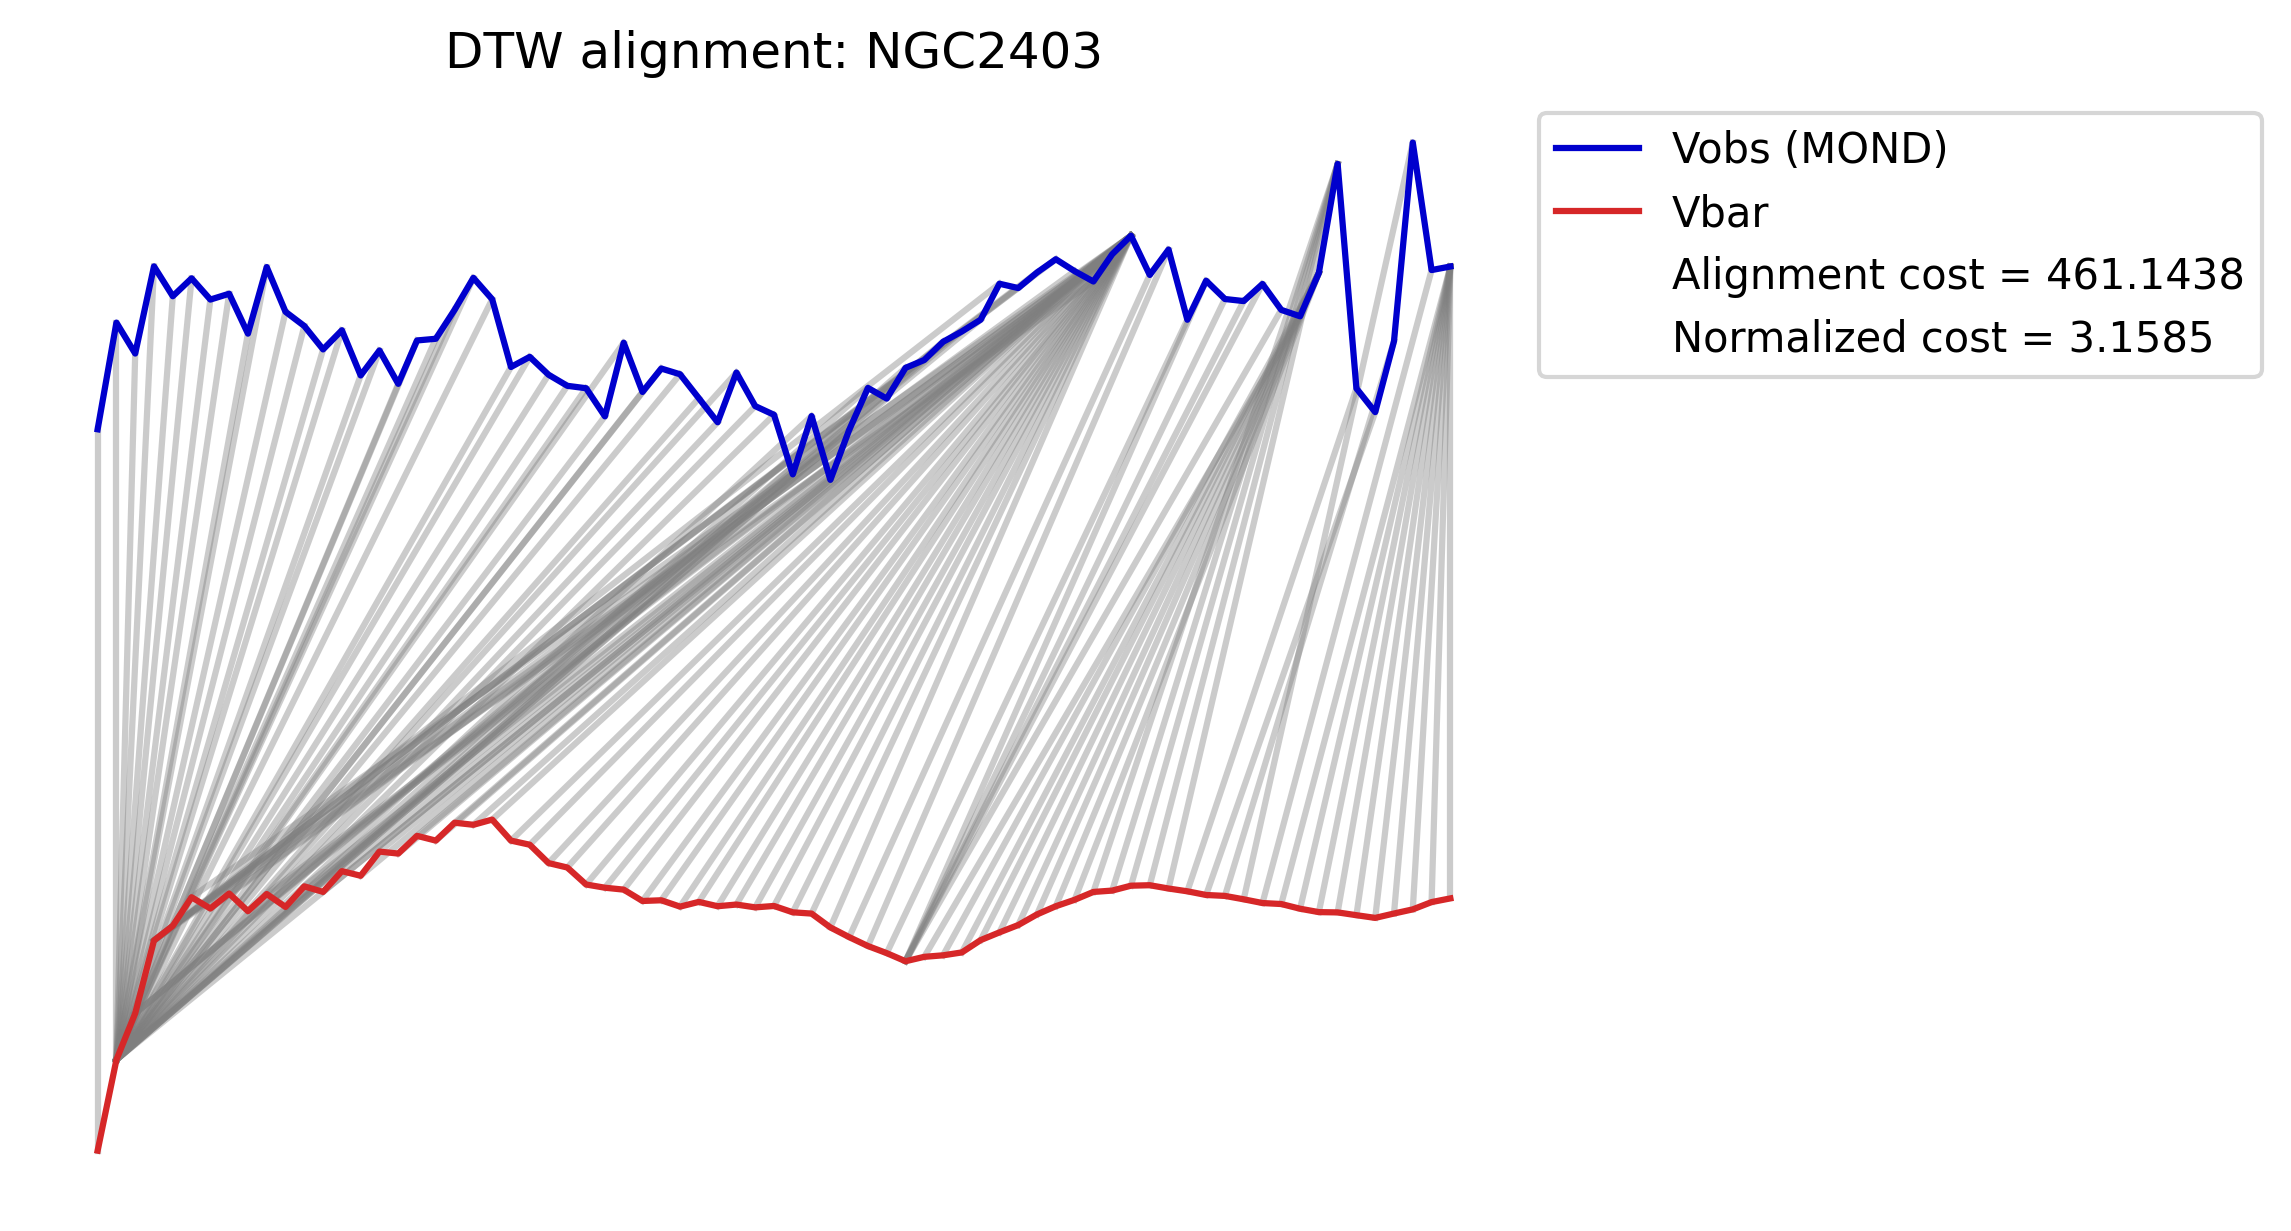 DTW alignment: NGC2403
Vobs (MOND)
Vbar
Alignment cost = 461.1438
Normalized cost = 3.1585